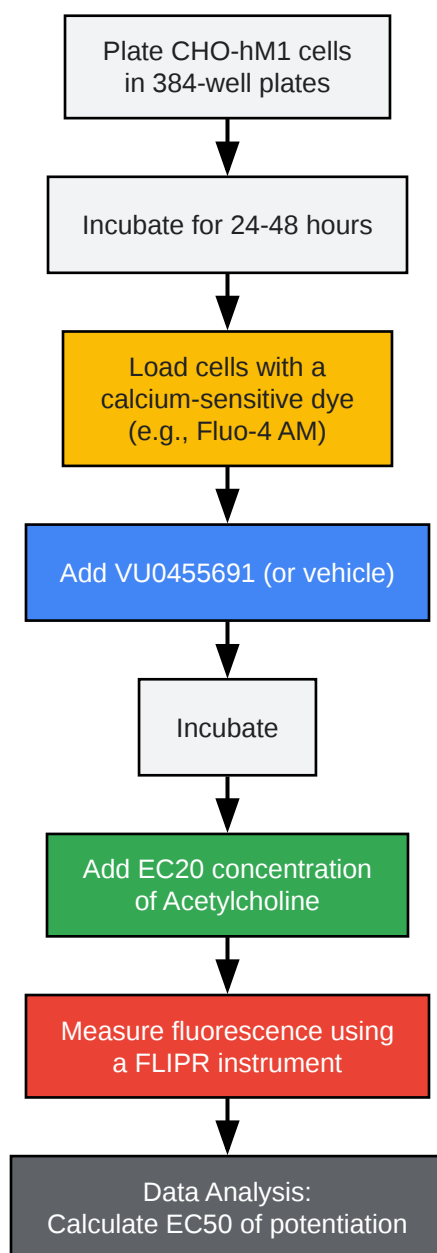 Plate CHO-hM1 cells
in 384-well plates
Incubate for 24-48 hours
Load cells with a
calcium-sensitive dye
(e.g., Fluo-4 AM)
Add VU0455691 (or vehicle)
Incubate
Add EC20 concentration
of Acetylcholine
Measure fluorescence using
a FLIPR instrument
Data Analysis:
Calculate EC50 of potentiation